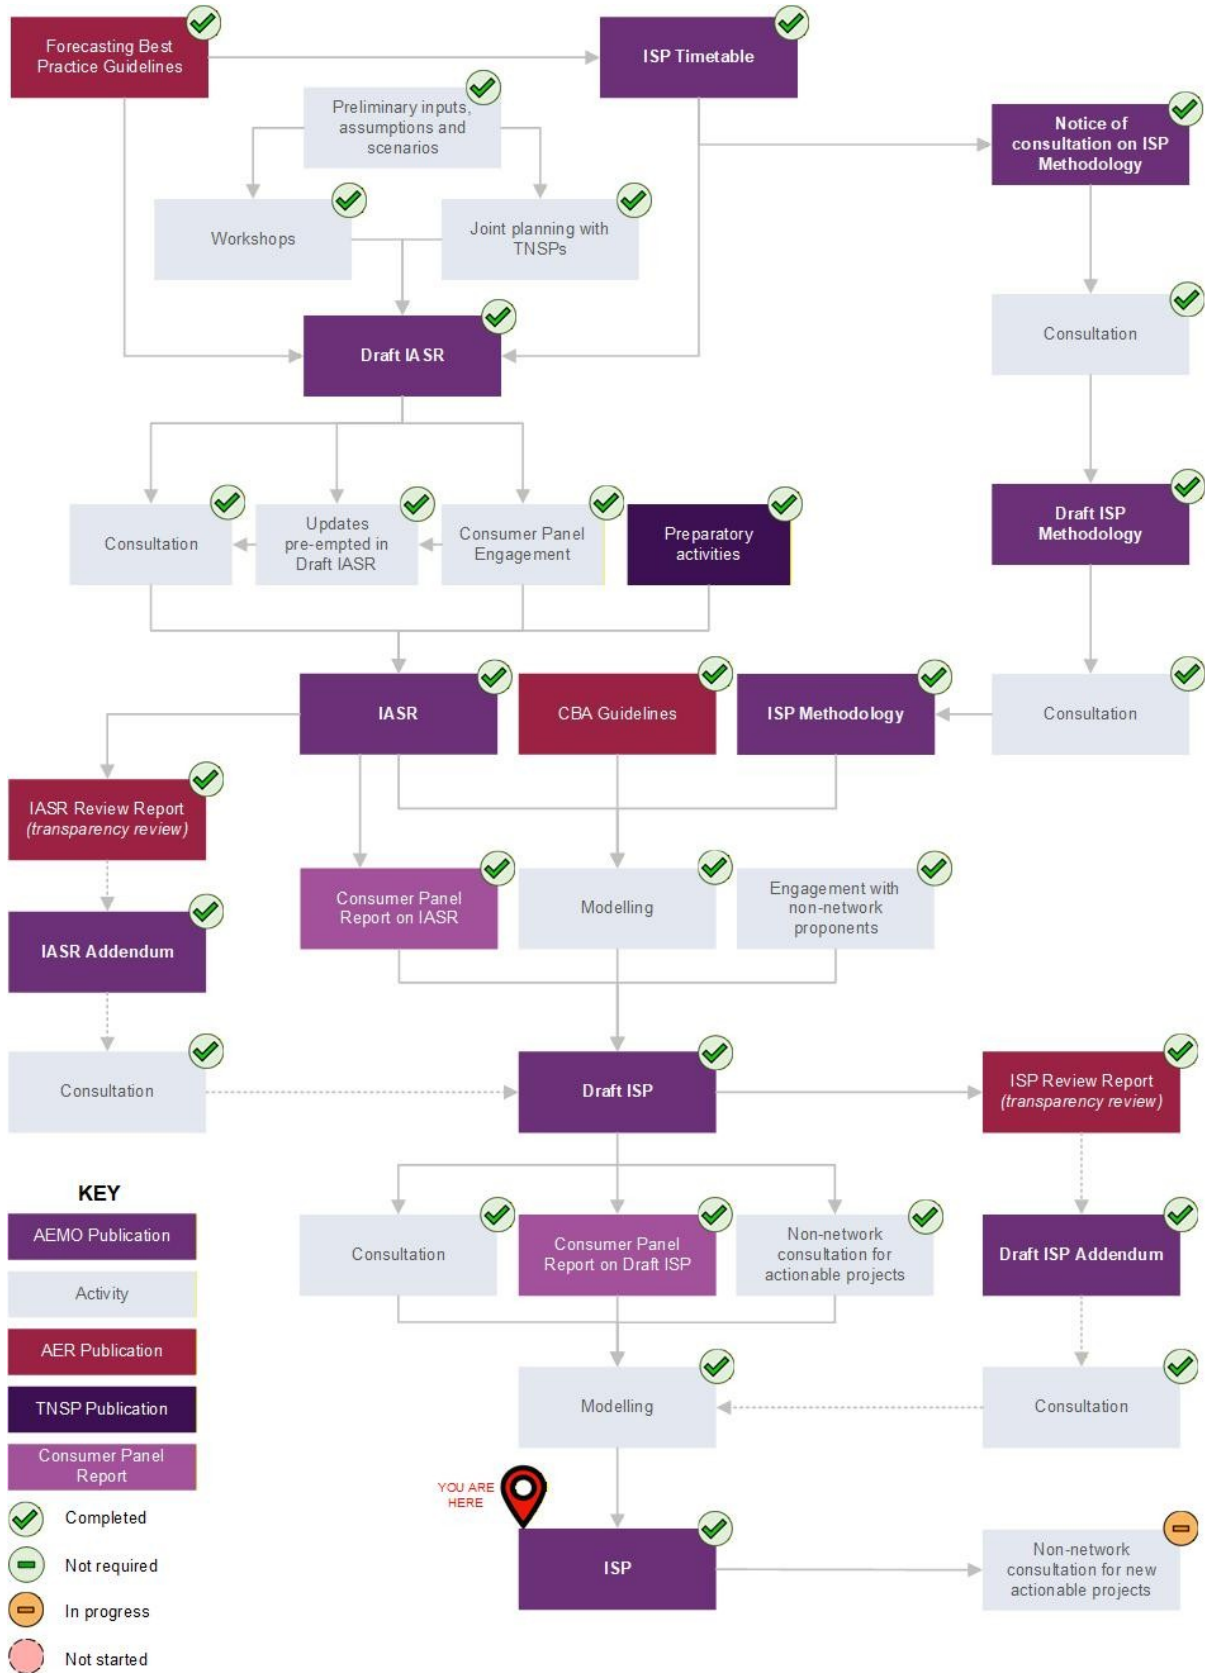 Forecasting Best
Practice Guidelines
ISP Timetable
Preliminary inputs,
assumptions and
scenarios
Notice of
consultation on ISP
Methodology
Workshops
Joint planning with
TNSPs
Consultation
Draft IASR
Consultation
Updates
pre-empted in
Draft IASR
Consumer Panel
Engagement
Preparatory
activities
Draft ISP
Methodology
IASR
CBA Guidelines
ISP Methodology
Consultation
IASR Review Report
(transparency review)
Consumer Panel
Report on IASR
Modelling
Engagement with
non-network
proponents
IASR Addendum
Consultation
Draft ISP
ISP Review Report
(transparency review)
Consultation
Consumer Panel
Report on Draft ISP
Non-network
consultation for
actionable projects
Draft ISP Addendum
Modelling
Consultation
YOU ARE
HERE
ISP
Non-network
consultation for new
actionable projects
KEY
AEMO Publication
Activity
AER Publication
TNSP Publication
Consumer Panel
Report
Completed
Not required
In progress
Not started